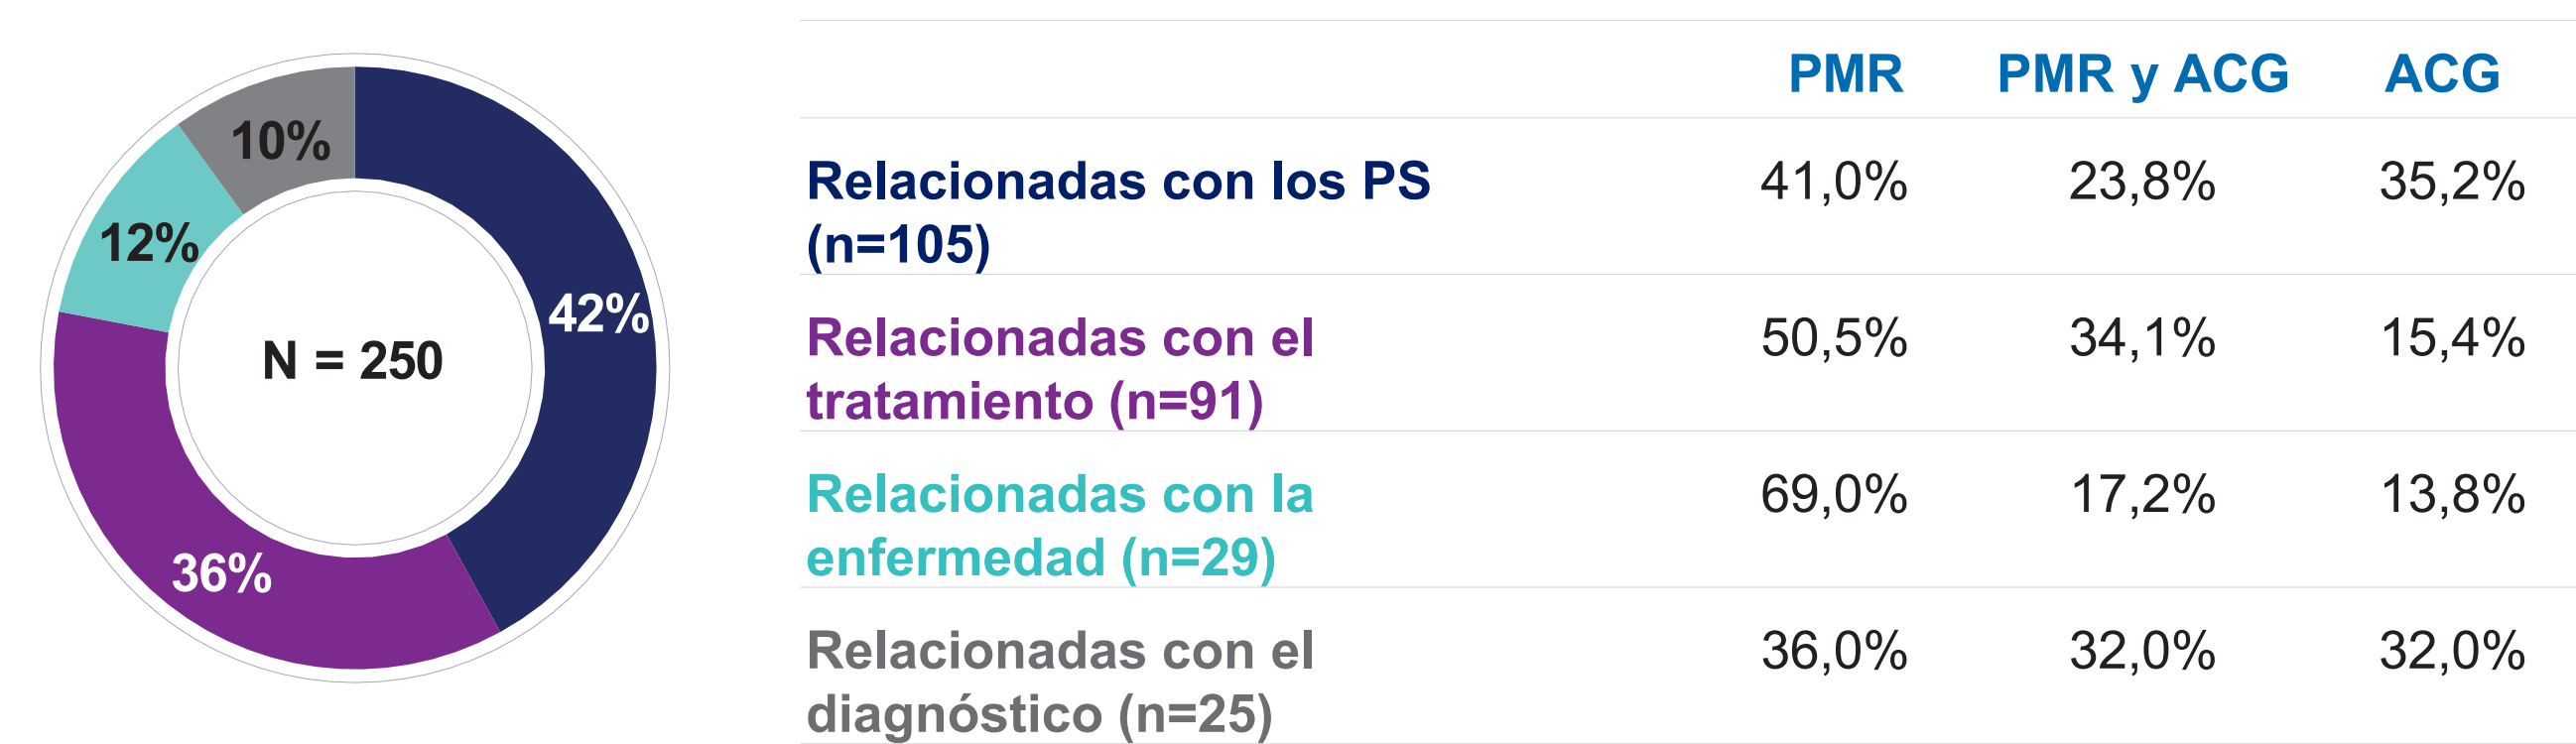 10%
12%
42%
N = 250
36%
PMR PMR y ACG ACG
Relacionadas con los PS 41,0% 23,8% 35,2%
(n=105)
Relacionadas con el 50,5% 34,1% 15,4%
tratamiento (n=91)
Relacionadas con la 69,0% 17,2% 13,8%
enfermedad (n=29)
Relacionadas con el 36,0% 32,0% 32,0%
diagnóstico (n=25)